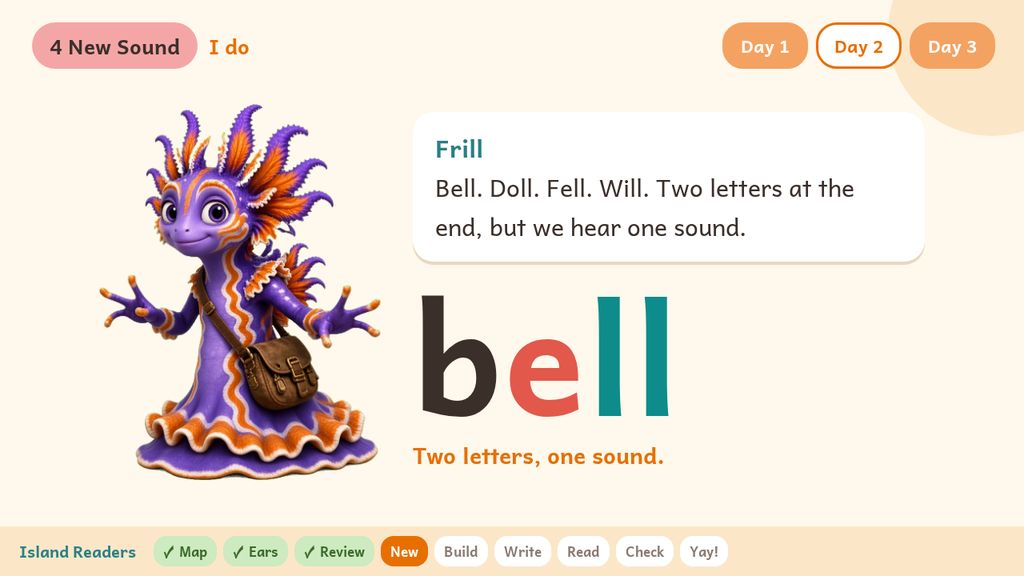 4 New Sound
I do
Day 1
Day 2
Day 3
Frill
Bell. Doll. Fell. Will. Two letters at the
end, but we hear one sound.
bell
Two letters, one sound.
Island Readers
✓ Map
✓ Ears
✓ Review
New
Build
Write
Read
Check
Yay!